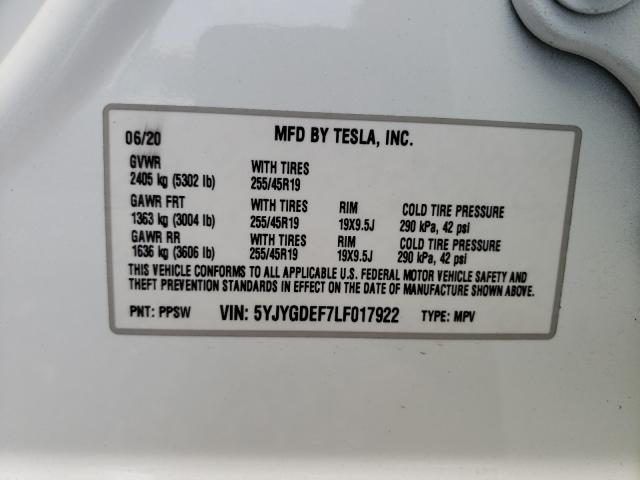 06/20 MFD BY TESLA, INC.
GVWR WITH TIRES
2405 kg (5302 lb) 255/45R19
GAWR FRT WITH TIRES RIM COLD TIRE PRESSURE
1363 kg (3004 lb) 255/45R19 19X9.5J 290 kPa, 42 psi
GAWR RR WITH TIRES RIM COLD TIRE PRESSURE
1636 kg (3606 lb) 255/45R19 19X9.5J 290 kPa, 42 psi
THIS VEHICLE CONFORMS TO ALL APPLICABLE U.S. FEDERAL MOTOR VEHICLE SAFETY AND
THEFT PREVENTION STANDARDS IN EFFECT ON THE DATE OF MANUFACTURE SHOWN ABOVE.
PNT: PPSW VIN: 5YJYGDEF7LF017922 TYPE: MPV